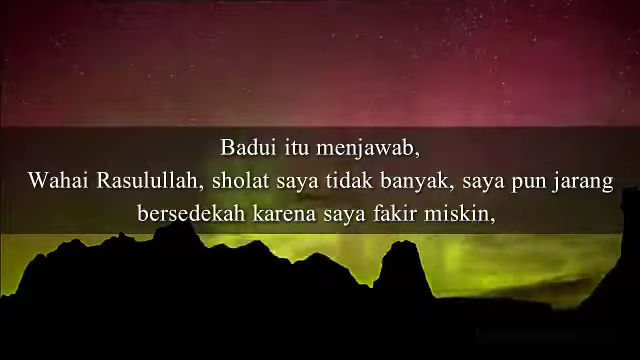 Badui itu menjawab,
Wahai Rasulullah, sholat saya tidak banyak, saya pun jarang
bersedekah karena saya fakir miskin,